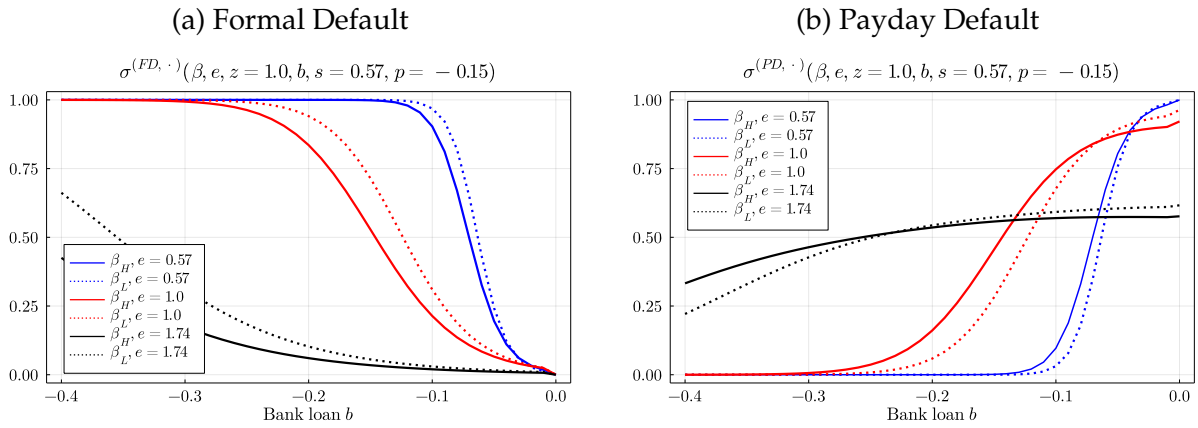 (a) Formal Default
σ^(FD, ·)(β, e, z = 1.0, b, s = 0.57, p = − 0.15)
1.00
0.75
0.50
0.25
0.00
β_H, e = 0.57
β_L, e = 0.57
β_H, e = 1.0
β_L, e = 1.0
β_H, e = 1.74
β_L, e = 1.74
−0.4 −0.3 −0.2 −0.1 0.0
Bank loan b
(b) Payday Default
σ^(PD, ·)(β, e, z = 1.0, b, s = 0.57, p = − 0.15)
1.00
0.75
0.50
0.25
0.00
β_H, e = 0.57
β_L, e = 0.57
β_H, e = 1.0
β_L, e = 1.0
β_H, e = 1.74
β_L, e = 1.74
−0.4 −0.3 −0.2 −0.1 0.0
Bank loan b